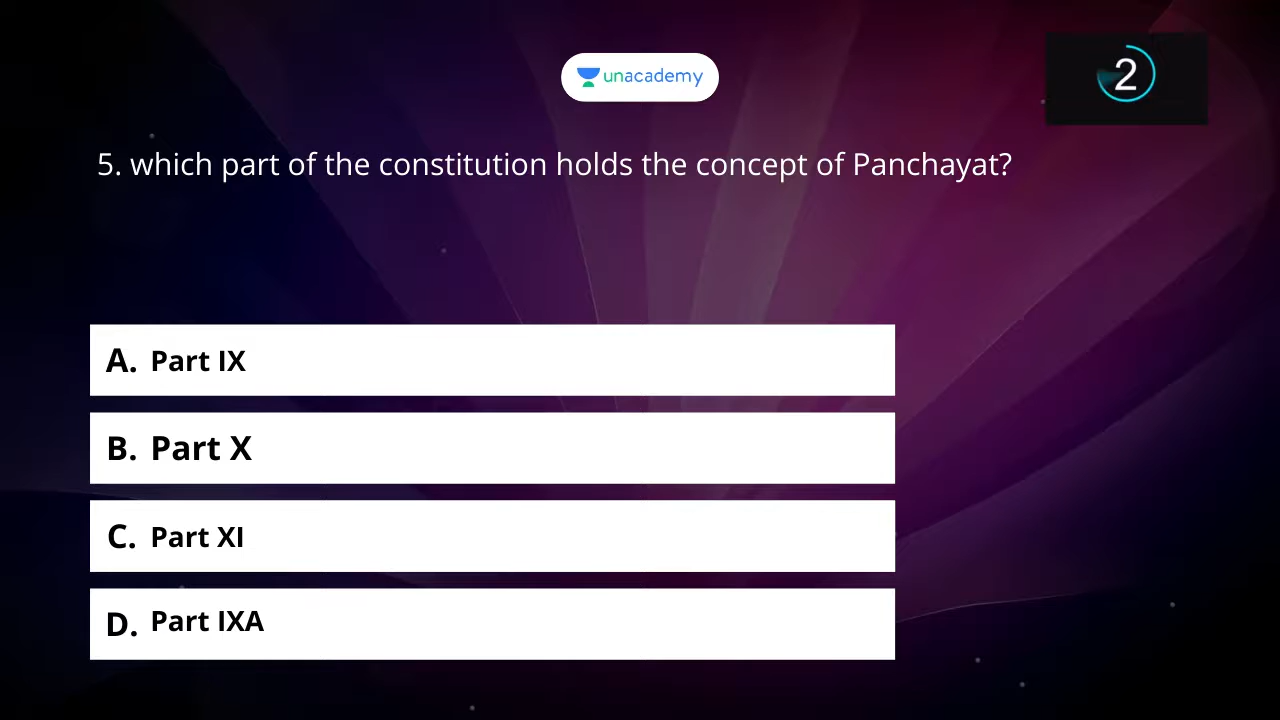 unacademy
2
5. which part of the constitution holds the concept of Panchayat?
A. Part IX
B. Part X
C. Part XI
D. Part IXA